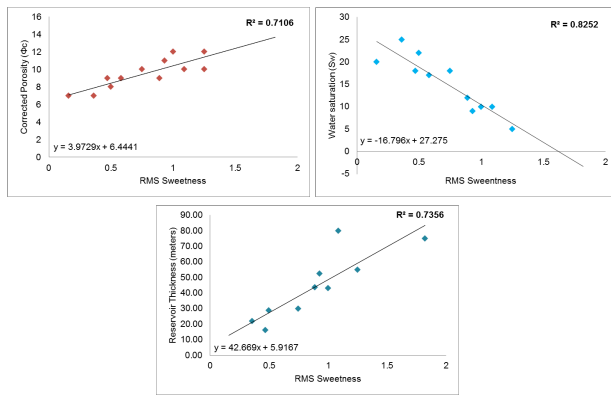 R² = 0.7106
Corrected Porosity (Φc)
16
14
12
10
8
6
4
2
0
y = 3.9729x + 6.4441
0 0.5 1 1.5 2
RMS Sweetness
R² = 0.8252
Water saturation (Sw)
30
25
20
15
10
5
0
-5
y = -16.796x + 27.275
0 0.5 1 1.5 2
RMS Sweentness
R² = 0.7356
Reservoir Thickness (meters)
90.00
80.00
70.00
60.00
50.00
40.00
30.00
20.00
10.00
0.00
y = 42.669x + 5.9167
0 0.5 1 1.5 2
RMS Sweetness